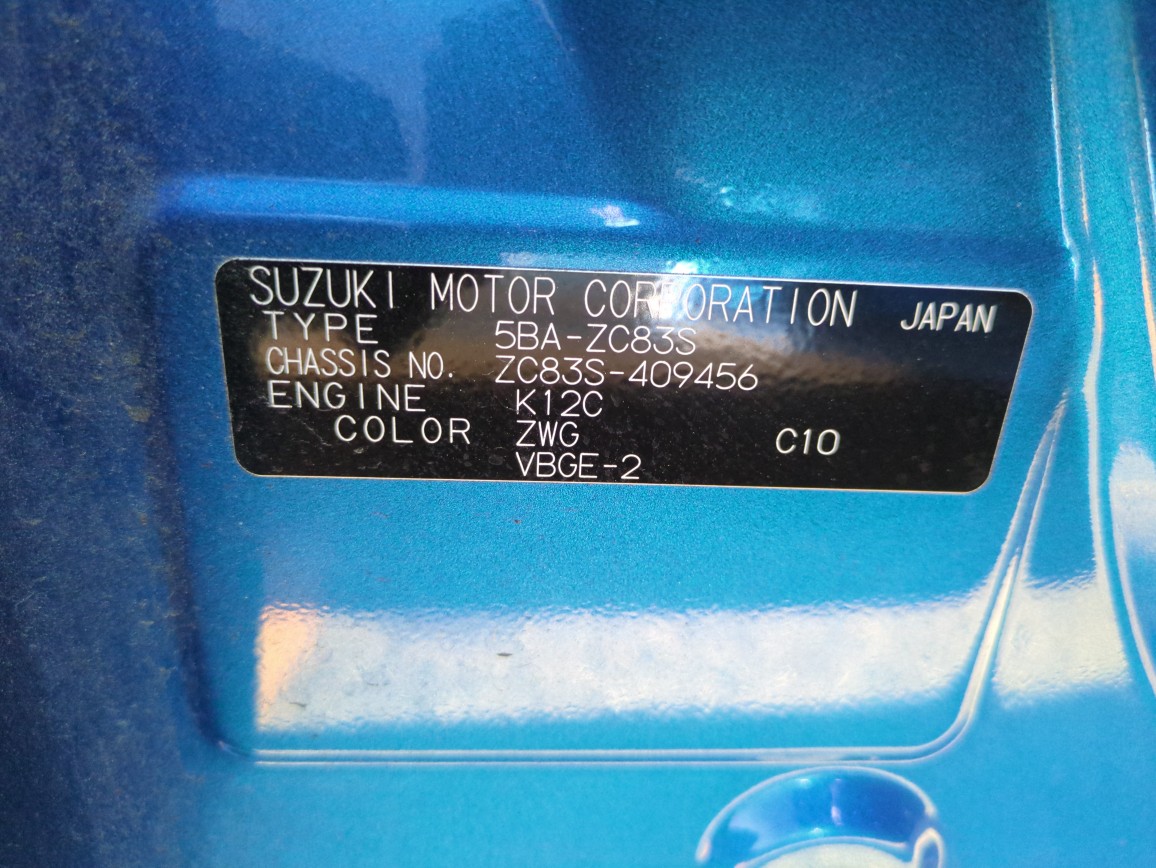 SUZUKI MOTOR CORPORATION JAPAN
TYPE 5BA-ZC83S
CHASSIS NO. ZC83S-409456
ENGINE K12C
COLOR ZWG C10
VBGE-2